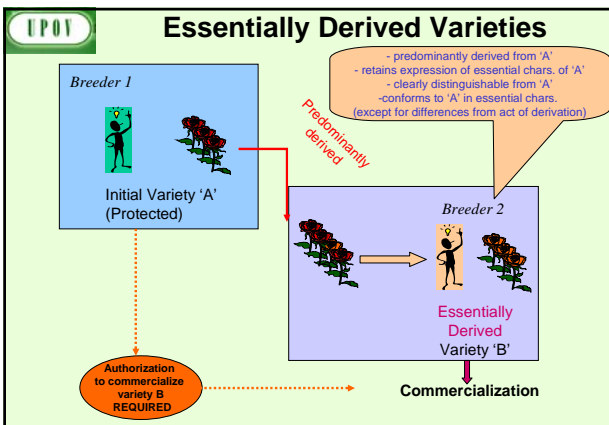 UPOV
Essentially Derived Varieties
- predominantly derived from ‘A’
- retains expression of essential chars. of ‘A’
- clearly distinguishable from ‘A’
-conforms to ‘A’ in essential chars.
(except for differences from act of derivation)
Breeder 1
Initial Variety ‘A’
(Protected)
Predominantly
derived
Breeder 2
Essentially
Derived
Variety ‘B’
Authorization
to commercialize
variety B
REQUIRED
Commercialization